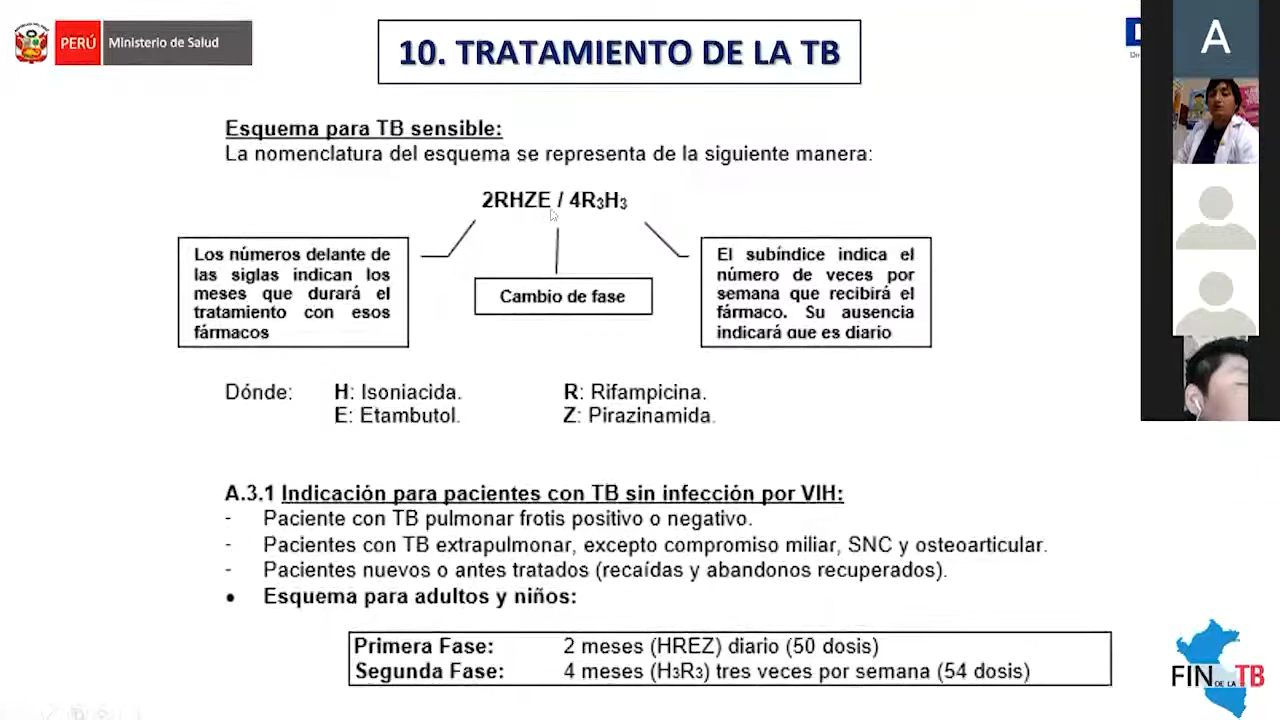 PERÚ Ministerio de Salud
10. TRATAMIENTO DE LA TB
A
Esquema para TB sensible:
La nomenclatura del esquema se representa de la siguiente manera:
2RHZE / 4R₃H₃
Los números delante de
las siglas indican los
meses que durará el
tratamiento con esos
fármacos
Cambio de fase
El subíndice indica el
número de veces por
semana que recibirá el
fármaco. Su ausencia
indicará que es diario
Dónde: H: Isoniacida. R: Rifampicina.
E: Etambutol. Z: Pirazinamida.
A.3.1 Indicación para pacientes con TB sin infección por VIH:
- Paciente con TB pulmonar frotis positivo o negativo.
- Pacientes con TB extrapulmonar, excepto compromiso miliar, SNC y osteoarticular.
- Pacientes nuevos o antes tratados (recaídas y abandonos recuperados).
• Esquema para adultos y niños:
Primera Fase: 2 meses (HREZ) diario (50 dosis)
Segunda Fase: 4 meses (H₃R₃) tres veces por semana (54 dosis)
FIN DE LA TB